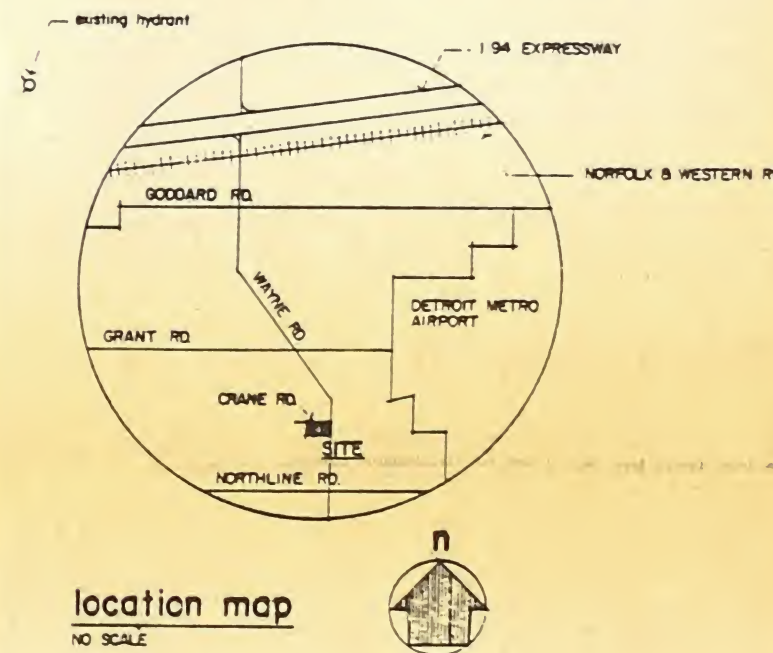 existing hydrant
I 94 EXPRESSWAY
NORFOLK & WESTERN R
GODDARD RD.
WAYNE RD.
DETROIT METRO
AIRPORT
GRANT RD.
CRANE RD.
SITE
NORTHLINE RD.
n
location map
NO SCALE